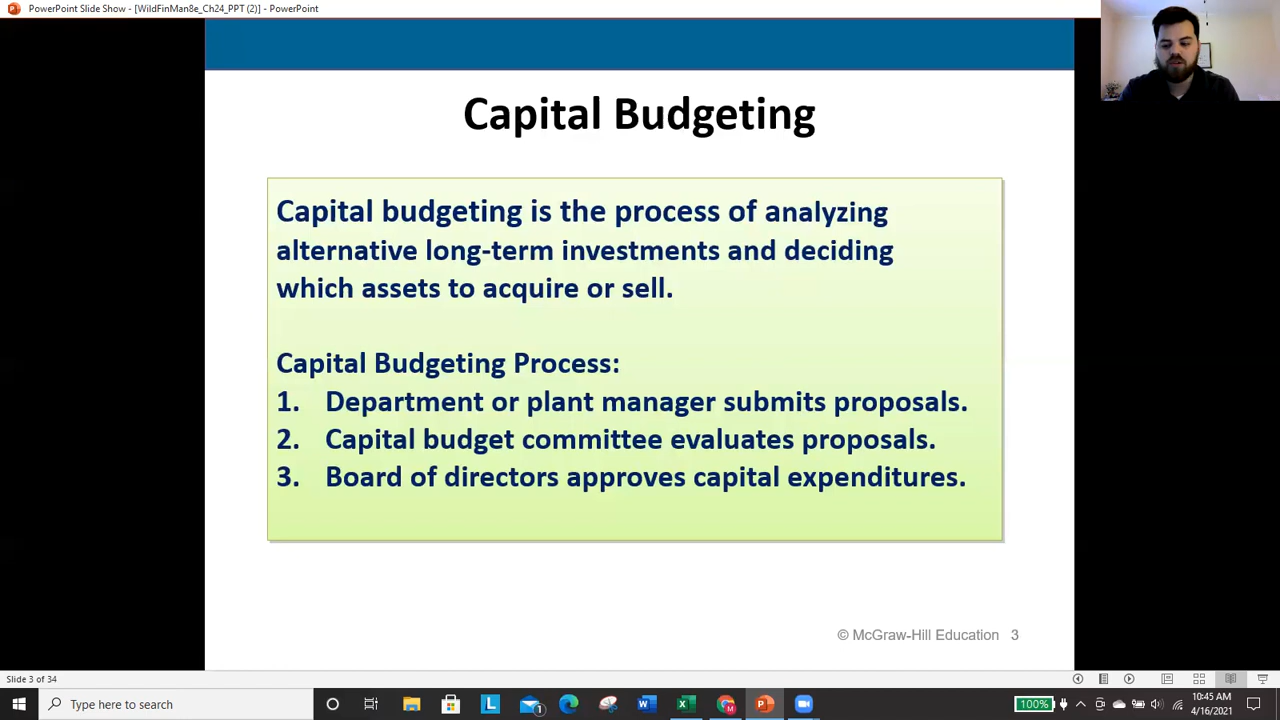 PowerPoint Slide Show - [WildFinMan8e_Ch24_PPT (2)] - PowerPoint
Capital Budgeting
Capital budgeting is the process of analyzing
alternative long-term investments and deciding
which assets to acquire or sell.
Capital Budgeting Process:
1. Department or plant manager submits proposals.
2. Capital budget committee evaluates proposals.
3. Board of directors approves capital expenditures.
© McGraw-Hill Education 3
Slide 3 of 34
Type here to search
100%
10:45 AM
4/16/2021